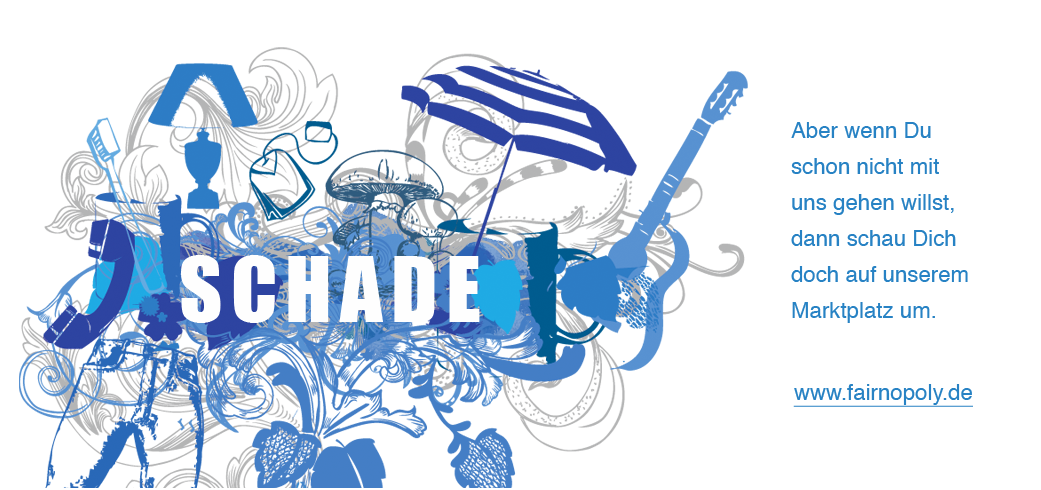 SCHADE
Aber wenn Du
schon nicht mit
uns gehen willst,
dann schau Dich
doch auf unserem
Marktplatz um.
www.fairnopoly.de